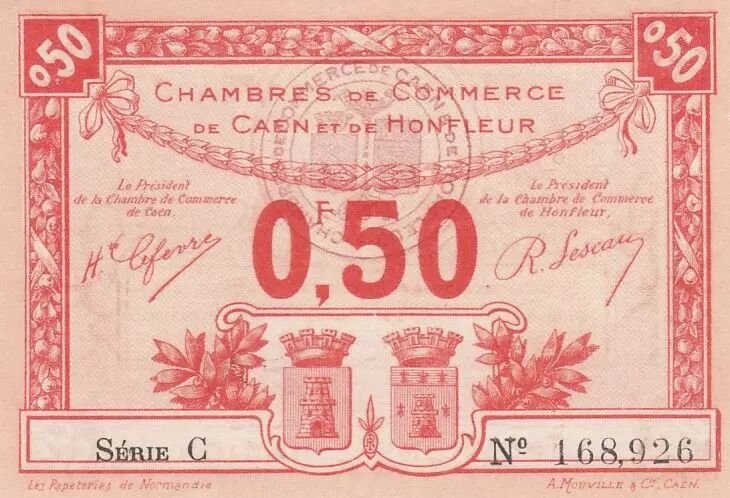 0,50
0,50
CHAMBRES DE COMMERCE
DE CAEN ET DE HONFLEUR
Le Président
de la Chambre de Commerce
de Caen,
Le Président
de la Chambre de Commerce
de Honfleur,
F
0,50
Hte Lefevre
R. Lescau
SÉRIE C
No 168,926
Les Papeteries de Normandie
A. MOUVILLE & Cie, CAEN.